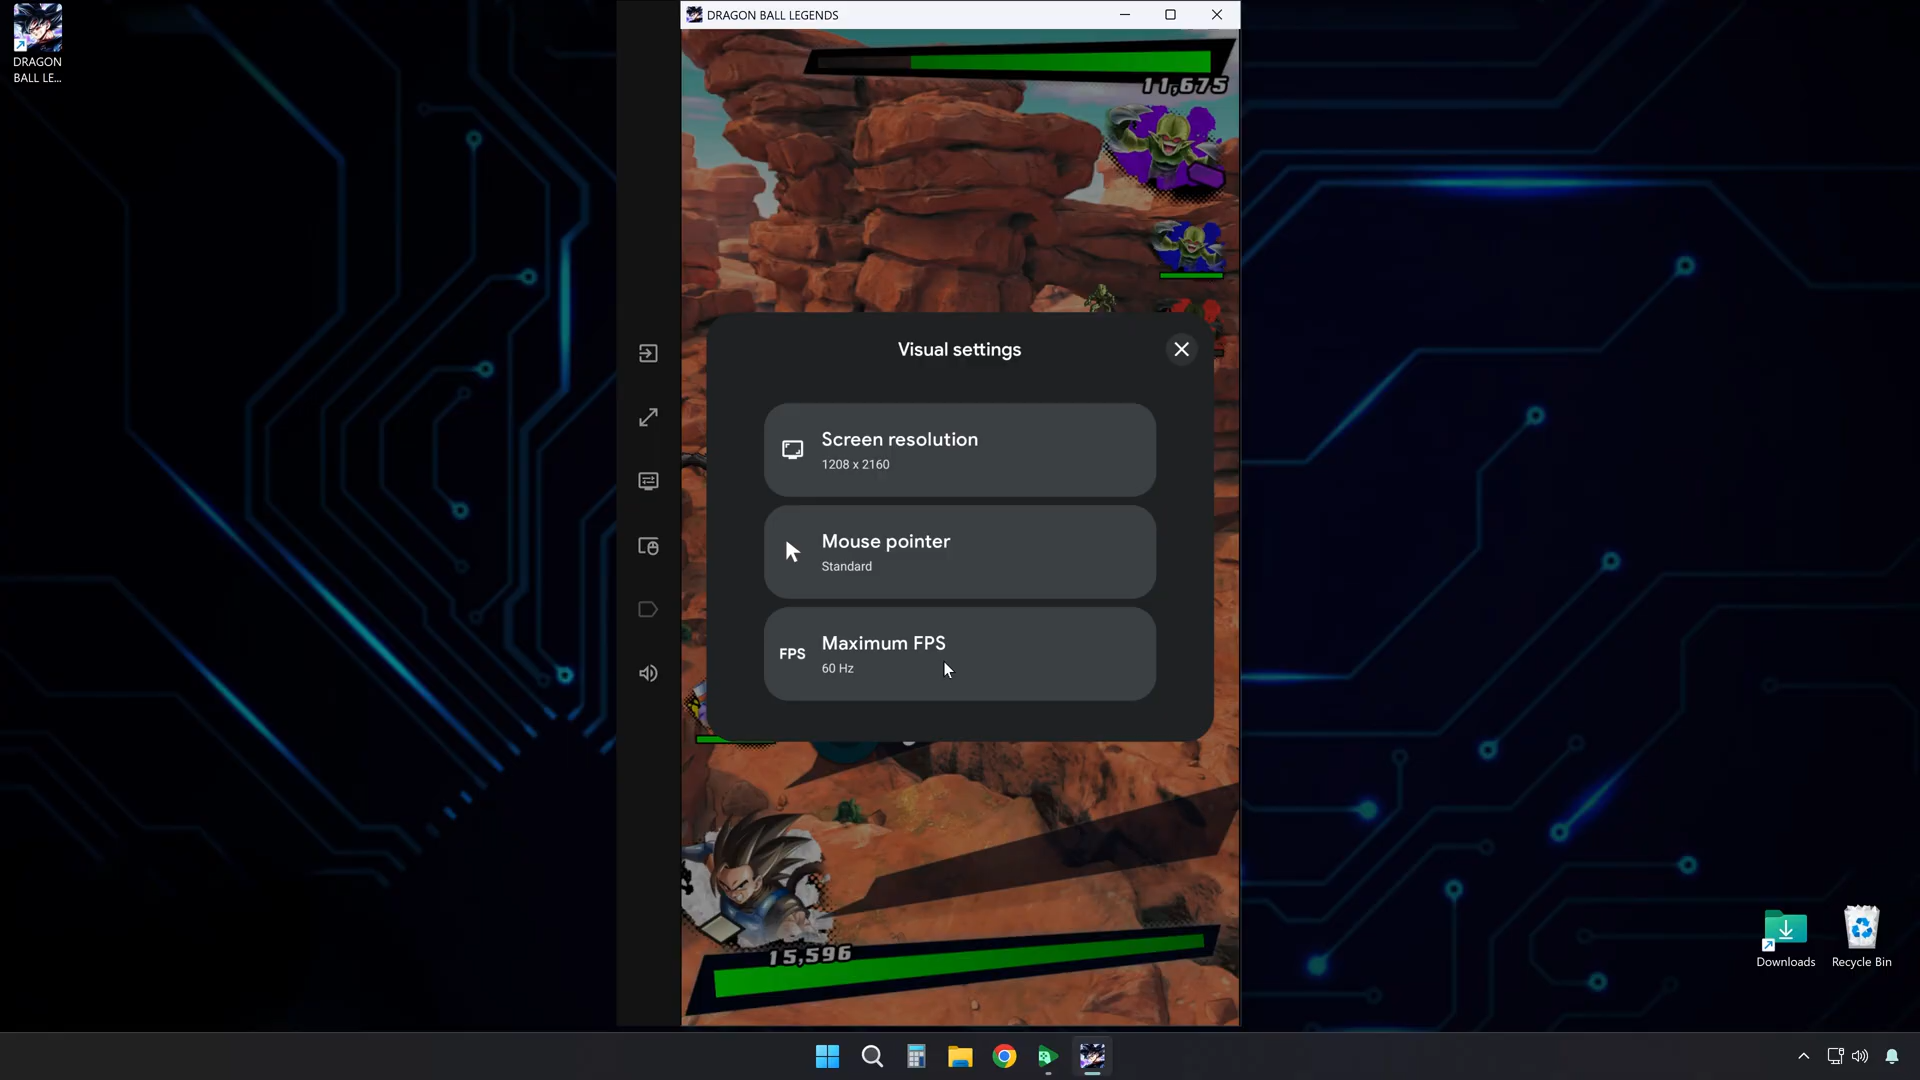 DRAGON BALL LEGENDS
DRAGON
BALL LE...
11,675
Visual settings
Screen resolution
1208 x 2160
Mouse pointer
Standard
FPS
Maximum FPS
60 Hz
15,596
Downloads
Recycle Bin